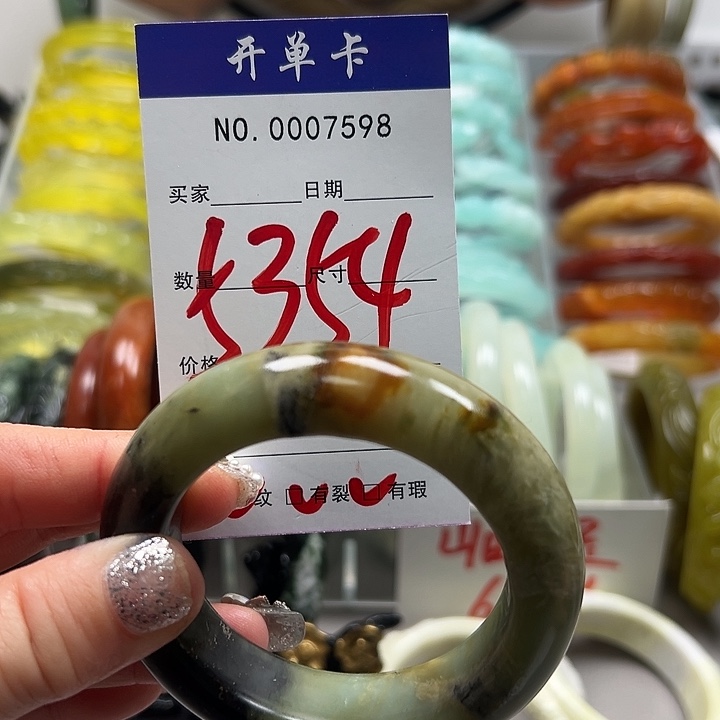 开单卡
NO.0007598
买家 日期
数量 尺寸
5354
价格
纹 有裂 有瑕